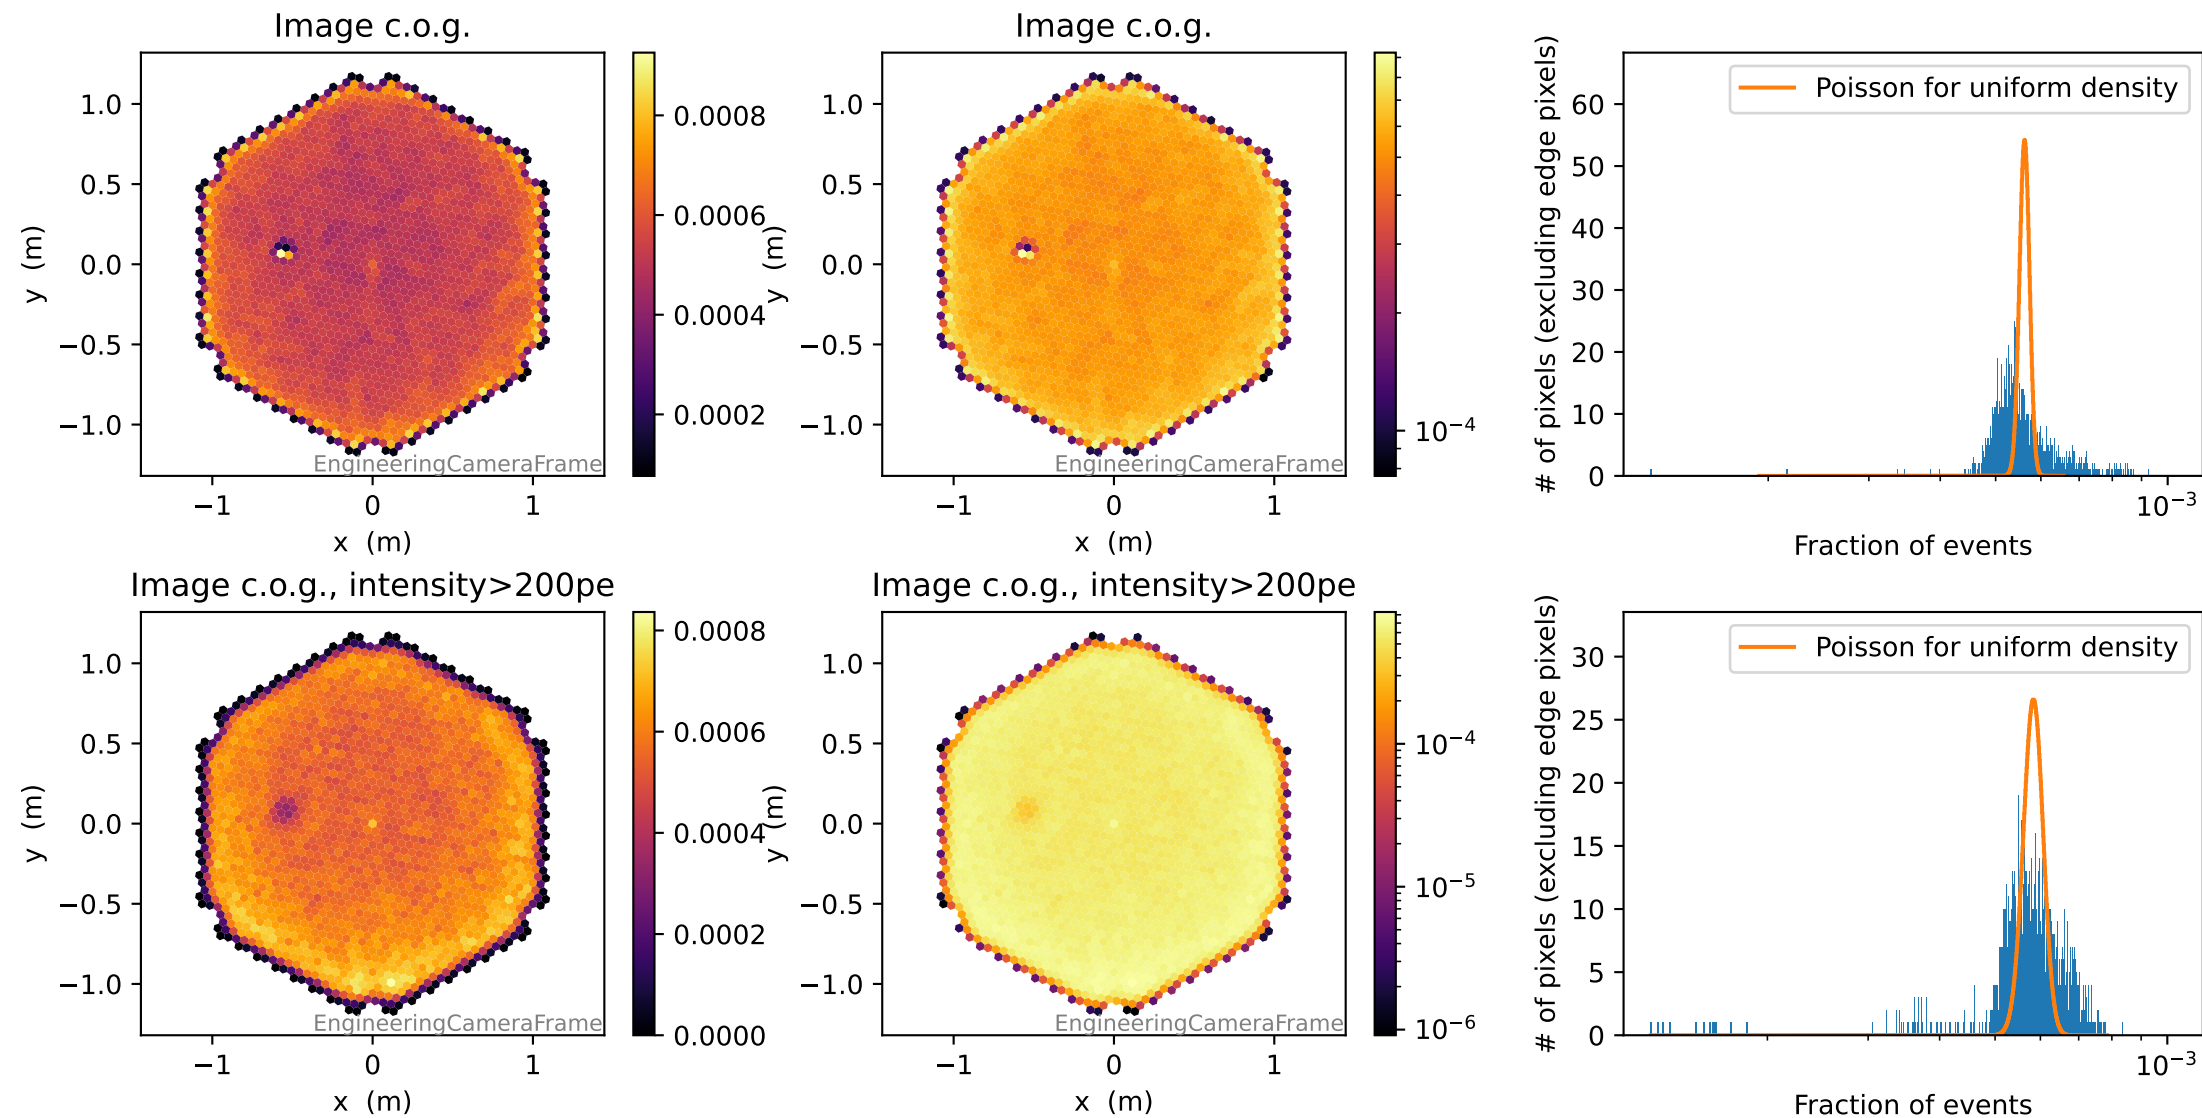 Image c.o.g.
1.0
0.5
0.0
−0.5
−1.0
y (m)
−1
0
1
x (m)
EngineeringCameraFrame
0.0008
0.0006
0.0004
0.0002
Image c.o.g.
1.0
0.5
0.0
−0.5
−1.0
y (m)
−1
0
1
x (m)
EngineeringCameraFrame
10⁻⁴
# of pixels (excluding edge pixels)
60
50
40
30
20
10
0
Poisson for uniform density
10⁻³
Fraction of events
Image c.o.g., intensity>200pe
1.0
0.5
0.0
−0.5
−1.0
y (m)
−1
0
1
x (m)
EngineeringCameraFrame
0.0008
0.0006
0.0004
0.0002
0.0000
Image c.o.g., intensity>200pe
1.0
0.5
0.0
−0.5
−1.0
y (m)
−1
0
1
x (m)
EngineeringCameraFrame
10⁻⁴
10⁻⁵
10⁻⁶
# of pixels (excluding edge pixels)
30
25
20
15
10
5
0
Poisson for uniform density
10⁻³
Fraction of events